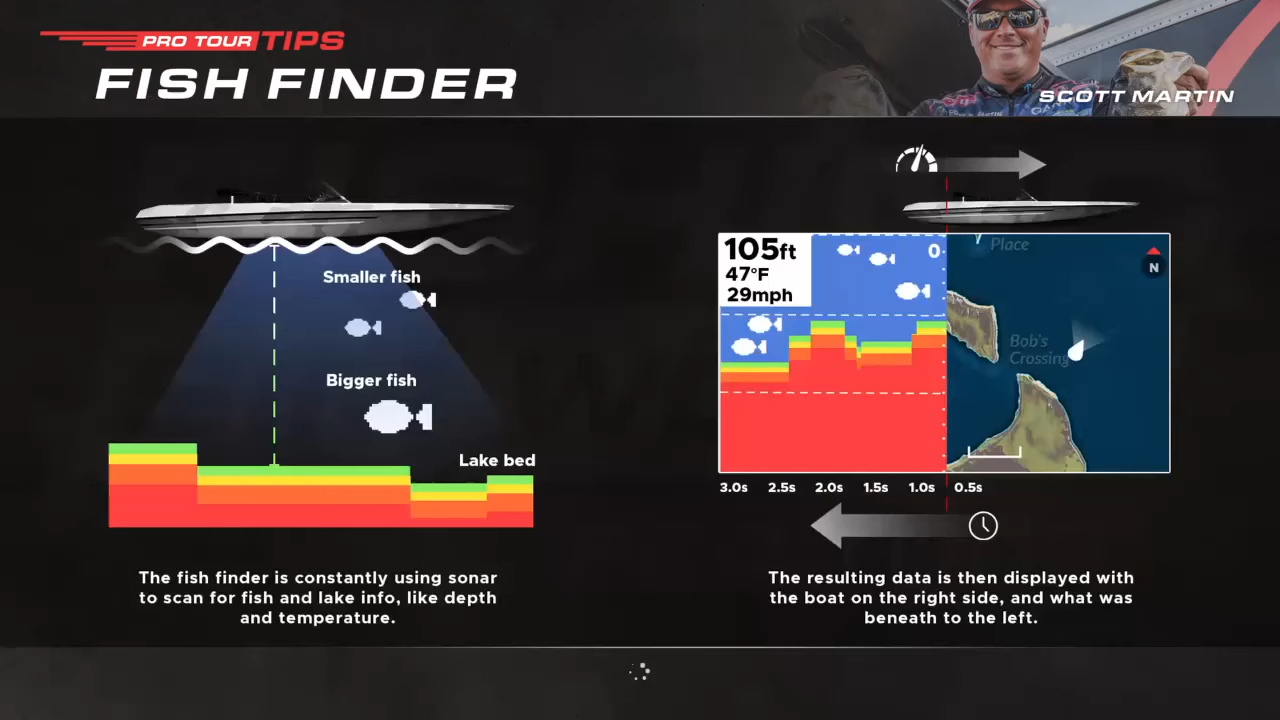 PRO TOUR TIPS
FISH FINDER
SCOTT MARTIN
Smaller fish
Bigger fish
Lake bed
The fish finder is constantly using sonar
to scan for fish and lake info, like depth
and temperature.
105ft
47°F
29mph
0
Place
N
Bob's
Crossing
3.0s 2.5s 2.0s 1.5s 1.0s 0.5s
The resulting data is then displayed with
the boat on the right side, and what was
beneath to the left.